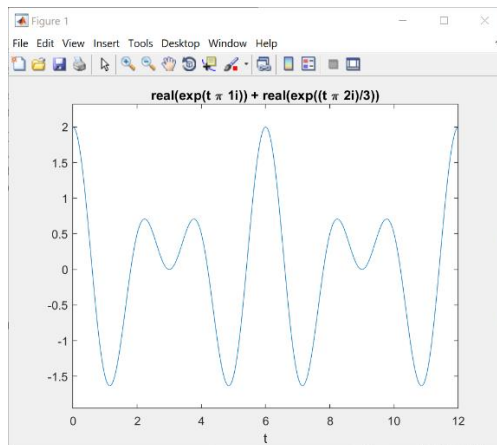 Figure 1
File Edit View Insert Tools Desktop Window Help
real(exp(t π 1i)) + real(exp((t π 2i)/3))
2
1.5
1
0.5
0
-0.5
-1
-1.5
0 2 4 6 8 10 12
t